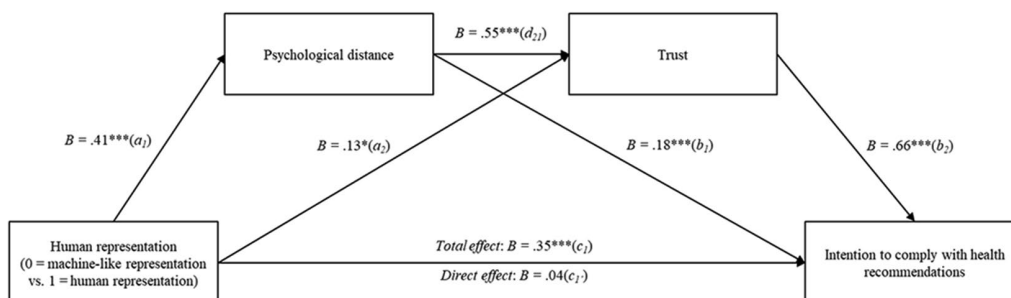 B = .55***(d21)
Psychological distance
Trust
B = .41***(a1)
B = .13*(a2)
B = .18***(b1)
B = .66***(b2)
Human representation
(0 = machine-like representation
vs. 1 = human representation)
Total effect: B = .35***(c1)
Direct effect: B = .04(c1·)
Intention to comply with health
recommendations